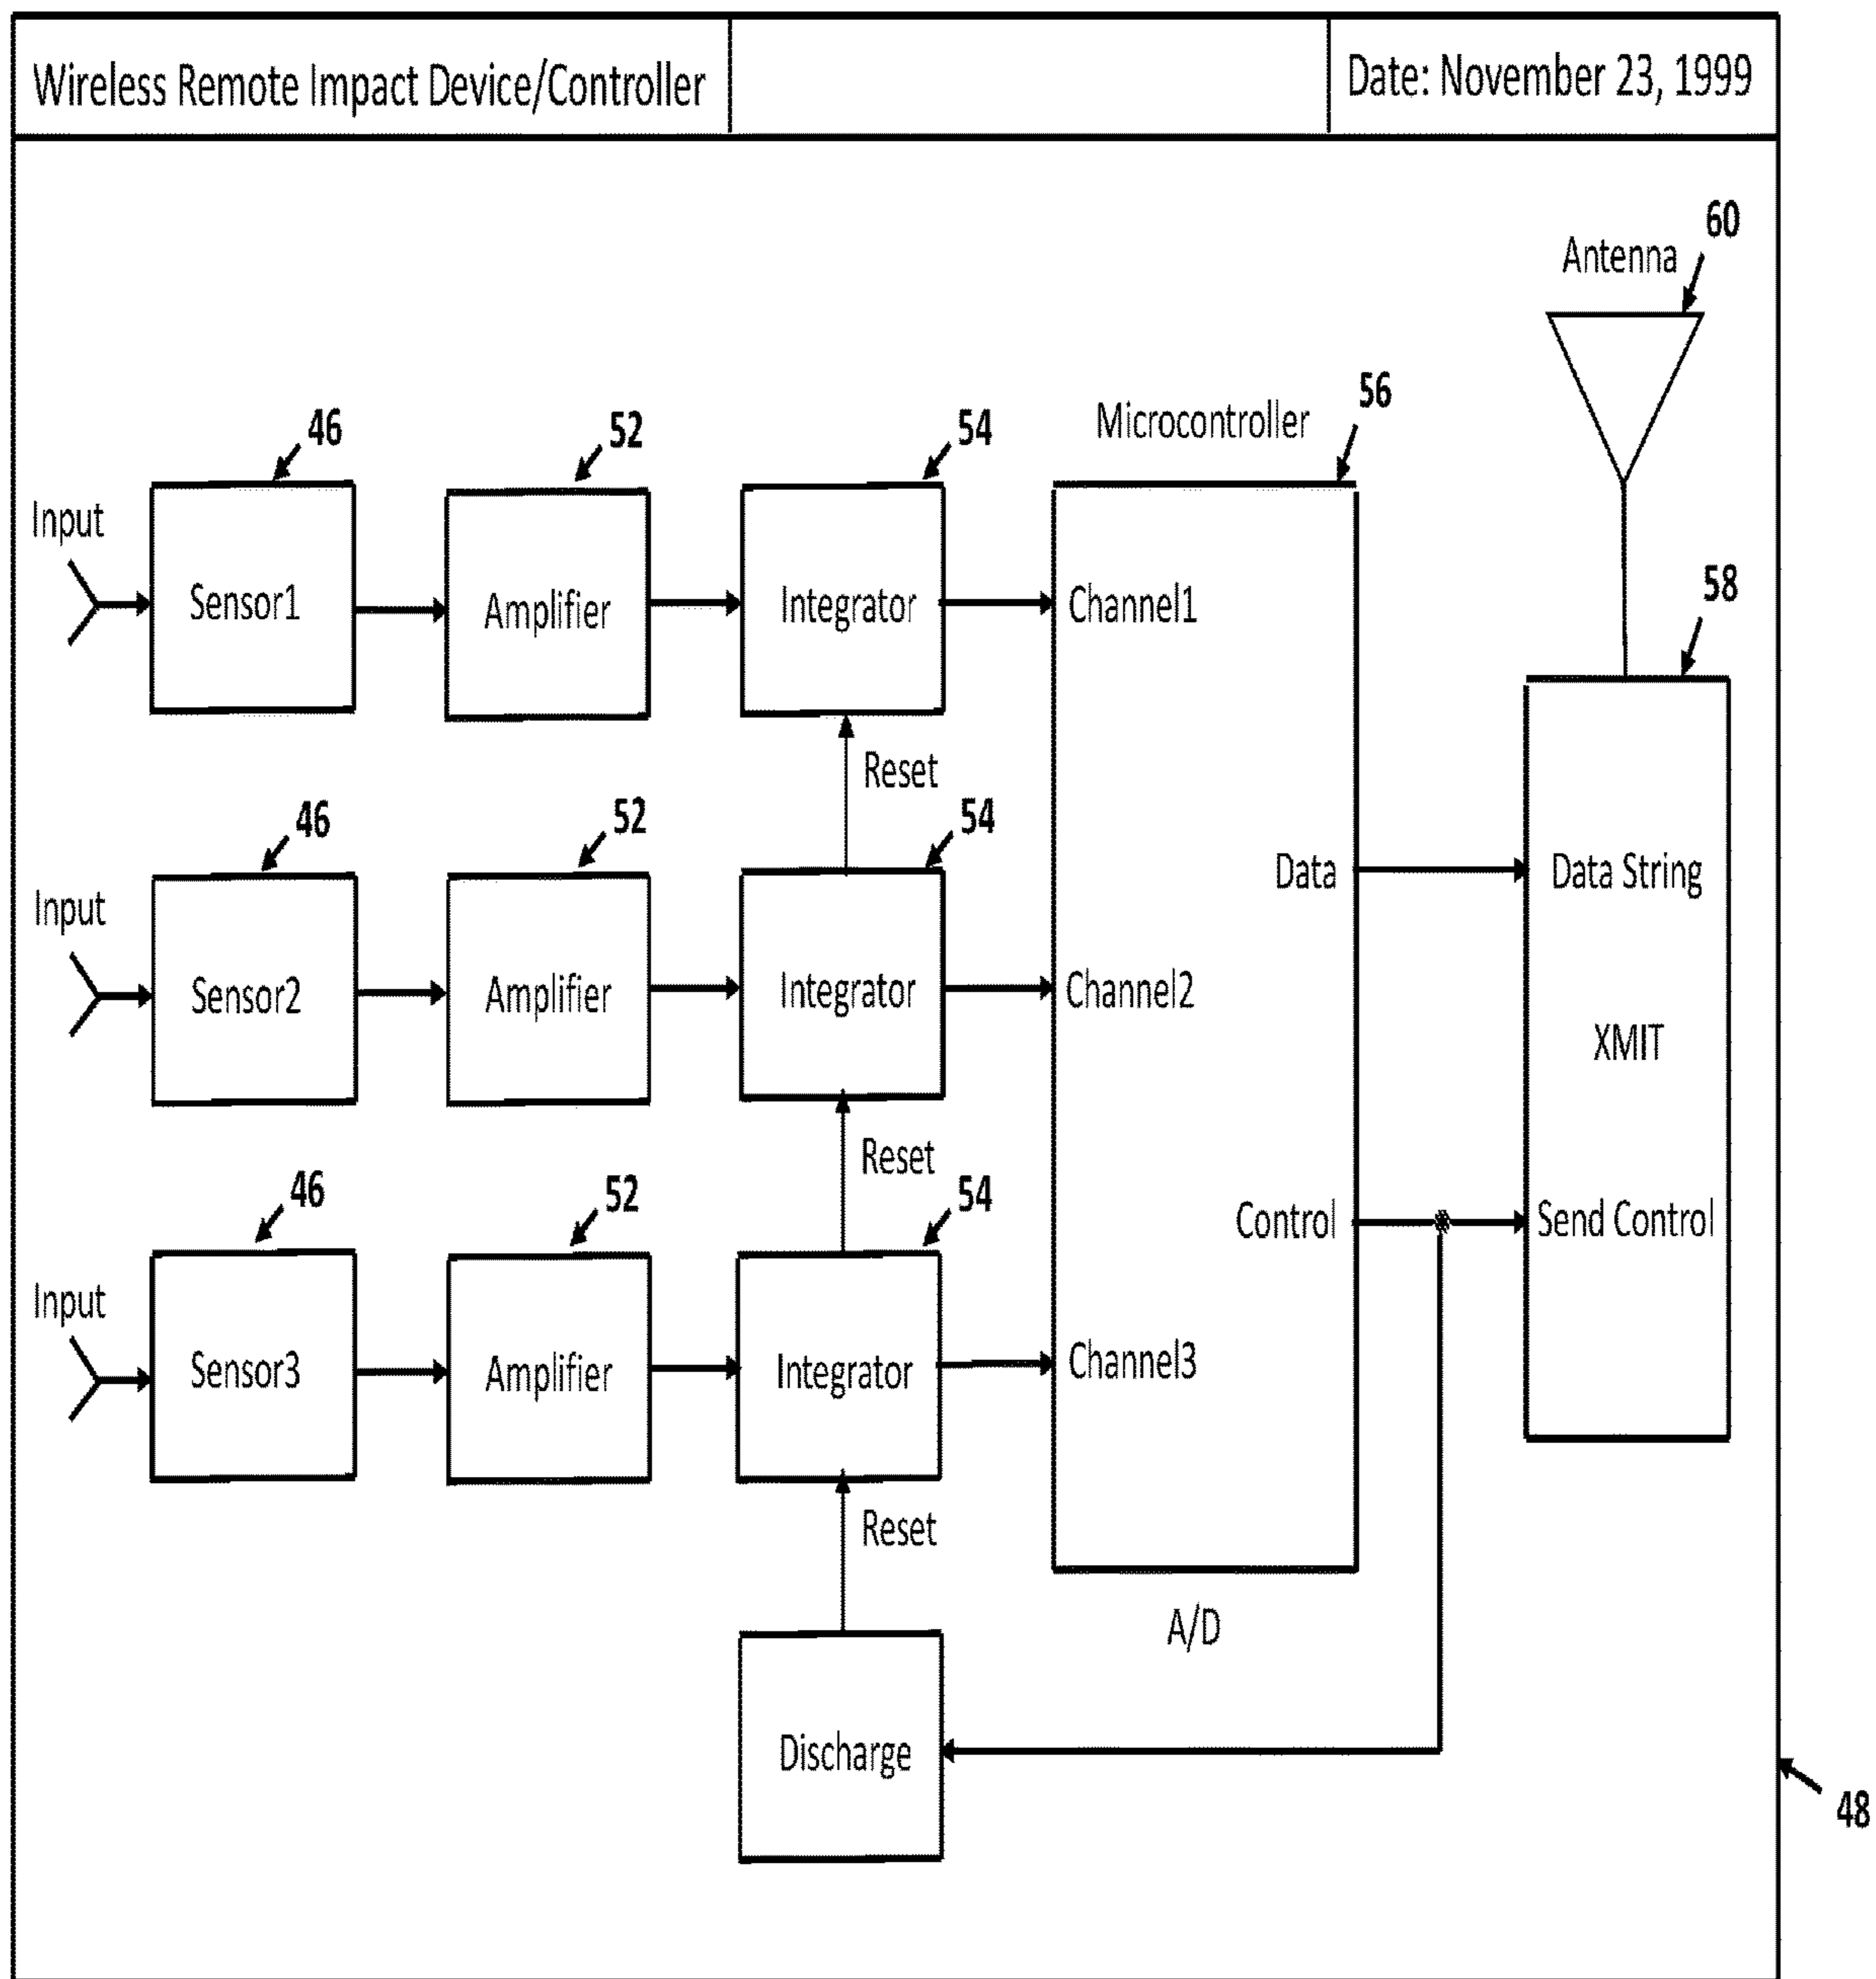 Wireless Remote Impact Device/Controller
Date: November 23, 1999
60
Antenna
56
Microcontroller
46
52
54
Input
Sensor1
Amplifier
Integrator
Channel1
58
Reset
46
52
54
Input
Sensor2
Amplifier
Integrator
Channel2
Data
Data String
XMIT
Reset
46
52
54
Control
Send Control
Input
Sensor3
Amplifier
Integrator
Channel3
Reset
A/D
Discharge
48